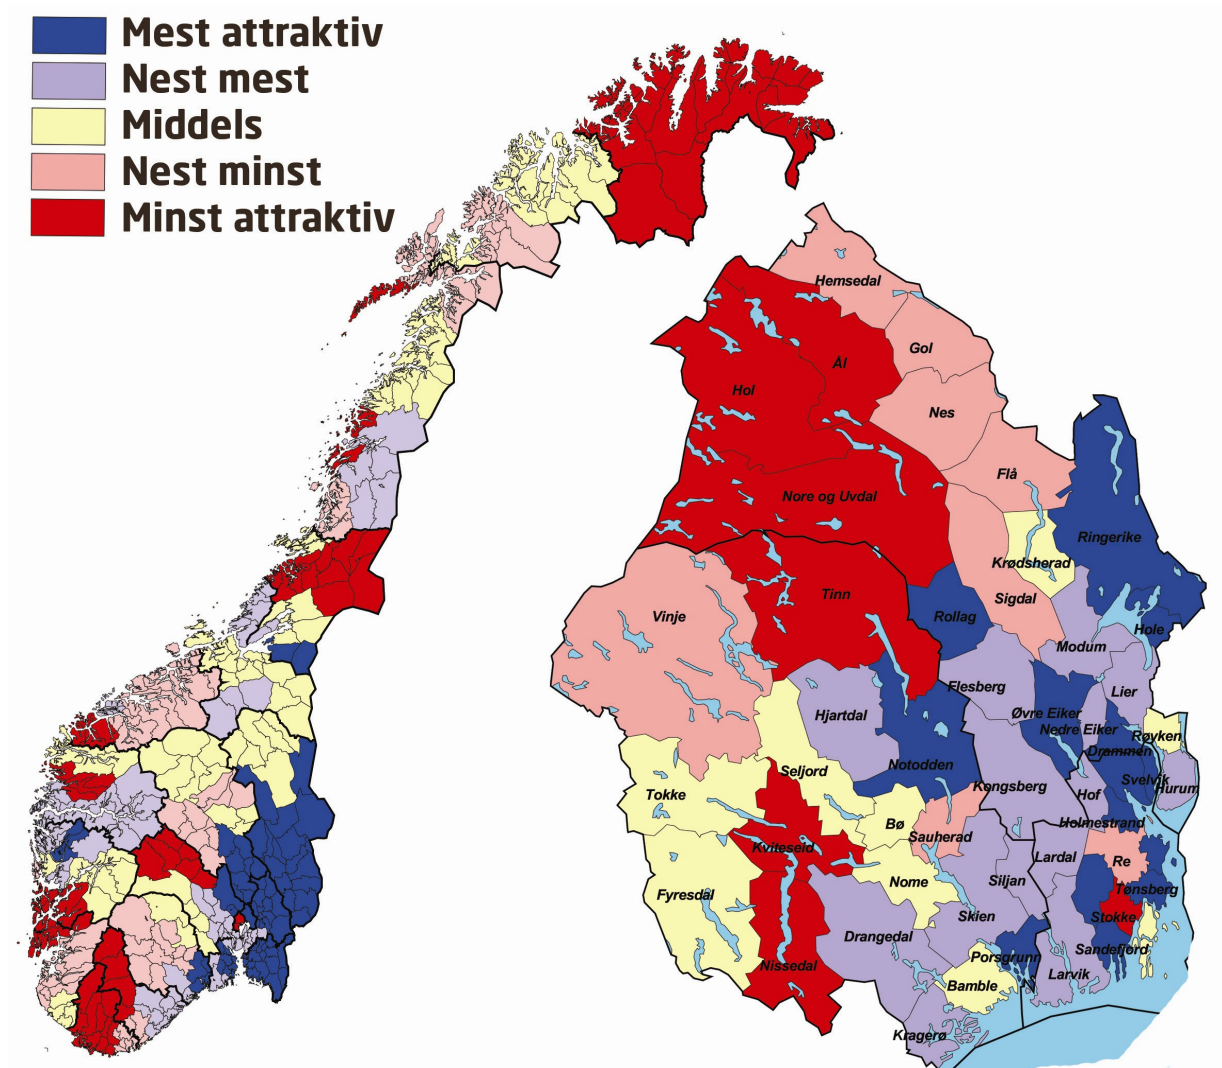 Mest attraktiv
Nest mest
Middels
Nest minst
Minst attraktiv
Hemsedal
Gol
Ål
Hol
Nes
Flå
Nore og Uvdal
Ringerike
Krødsherad
Tinn
Sigdal
Vinje
Rollag
Hole
Modum
Flesberg
Lier
Hjartdal
Øvre Eiker
Nedre Eiker
Røyken
Drammen
Notodden
Seljord
Svelvik
Kongsberg
Hurum
Tokke
Hof
Bø
Holmestrand
Sauherad
Kviteseid
Lardal
Re
Siljan
Nome
Tønsberg
Fyresdal
Skien
Stokke
Drangedal
Sandefjord
Porsgrunn
Nissedal
Larvik
Bamble
Kragerø